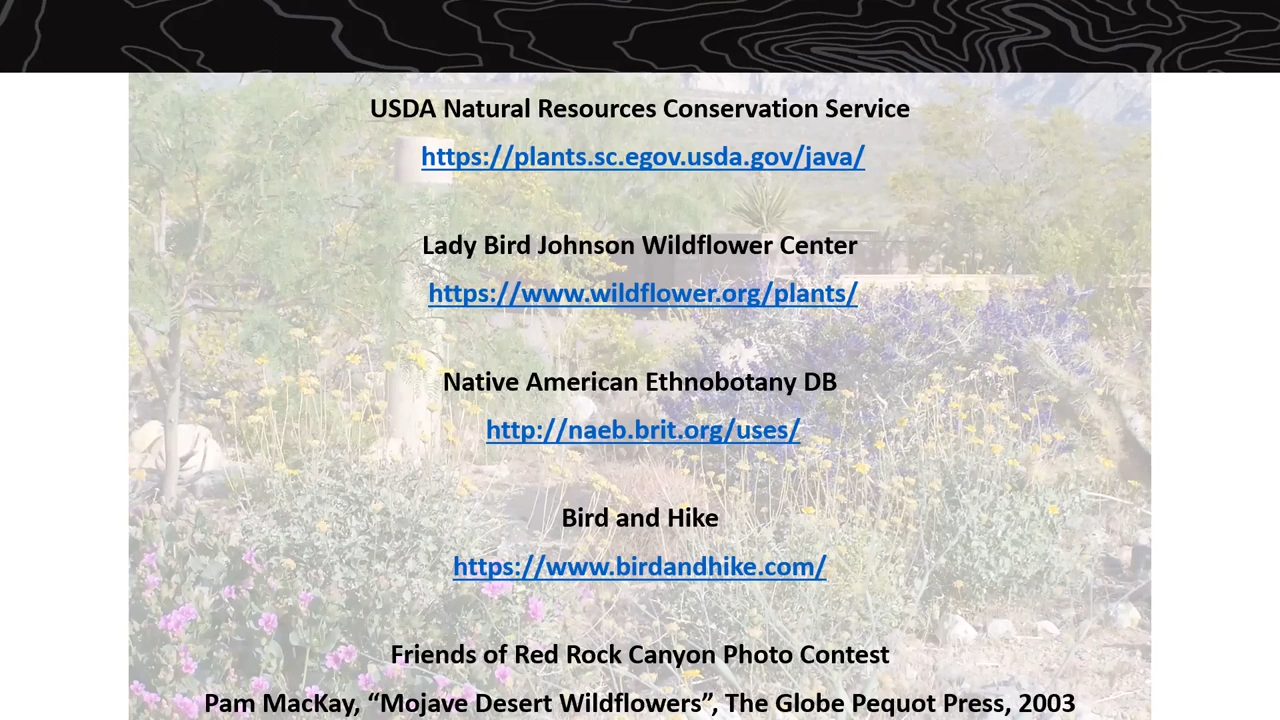 USDA Natural Resources Conservation Service
https://plants.sc.egov.usda.gov/java/
Lady Bird Johnson Wildflower Center
https://www.wildflower.org/plants/
Native American Ethnobotany DB
http://naeb.brit.org/uses/
Bird and Hike
https://www.birdandhike.com/
Friends of Red Rock Canyon Photo Contest
Pam MacKay, “Mojave Desert Wildflowers”, The Globe Pequot Press, 2003